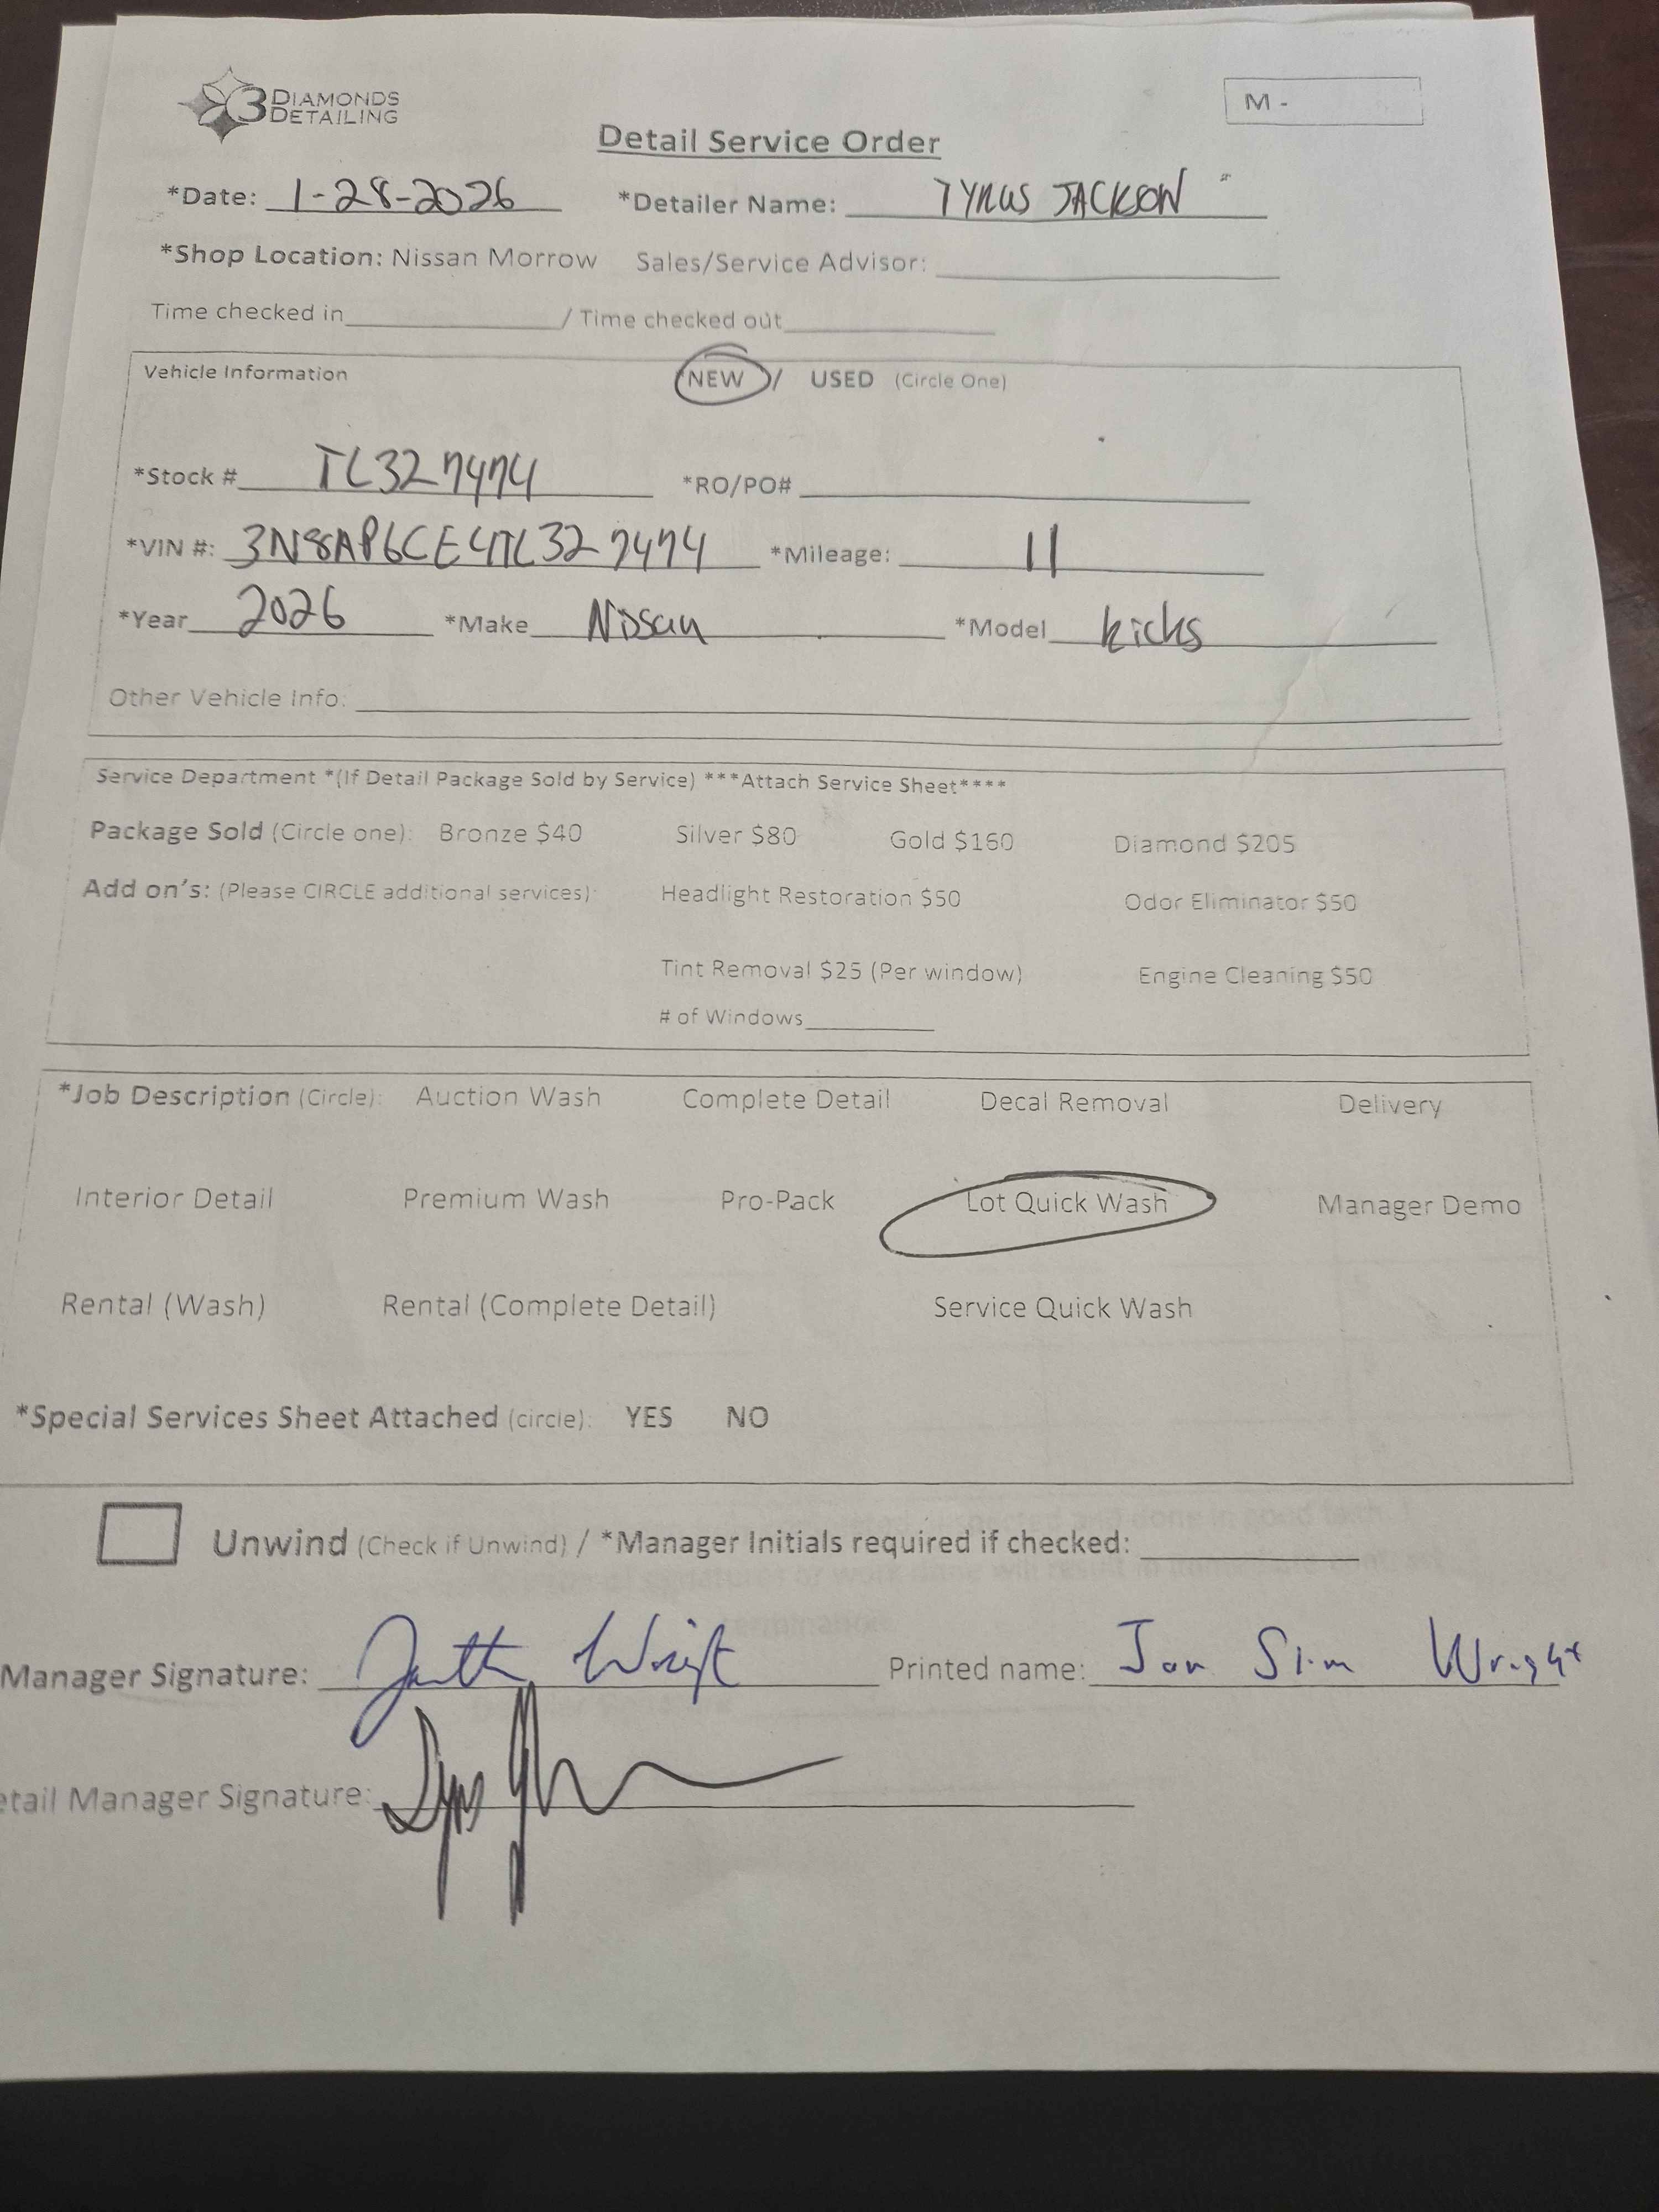 3 DIAMONDS DETAILING
M -
Detail Service Order
*Date: 1-28-2026 *Detailer Name: TYRUS JACKSON
*Shop Location: Nissan Morrow Sales/Service Advisor:
Time checked in / Time checked out
Vehicle Information NEW / USED (Circle One)
*Stock # TL327474 *RO/PO#
*VIN #: 3N8AP6CE4TL327474 *Mileage: 11
*Year 2026 *Make Nissan *Model kicks
Other Vehicle Info:
Service Department *(If Detail Package Sold by Service) ***Attach Service Sheet****
Package Sold (Circle one): Bronze $40 Silver $80 Gold $160 Diamond $205
Add on's: (Please CIRCLE additional services): Headlight Restoration $50 Odor Eliminator $50
Tint Removal $25 (Per window) Engine Cleaning $50
# of Windows
*Job Description (Circle): Auction Wash Complete Detail Decal Removal Delivery
Interior Detail Premium Wash Pro-Pack Lot Quick Wash Manager Demo
Rental (Wash) Rental (Complete Detail) Service Quick Wash
*Special Services Sheet Attached (circle): YES NO
Unwind (Check if Unwind) / *Manager Initials required if checked:
Manager Signature: Printed name: Jon Slim Wright
etail Manager Signature: